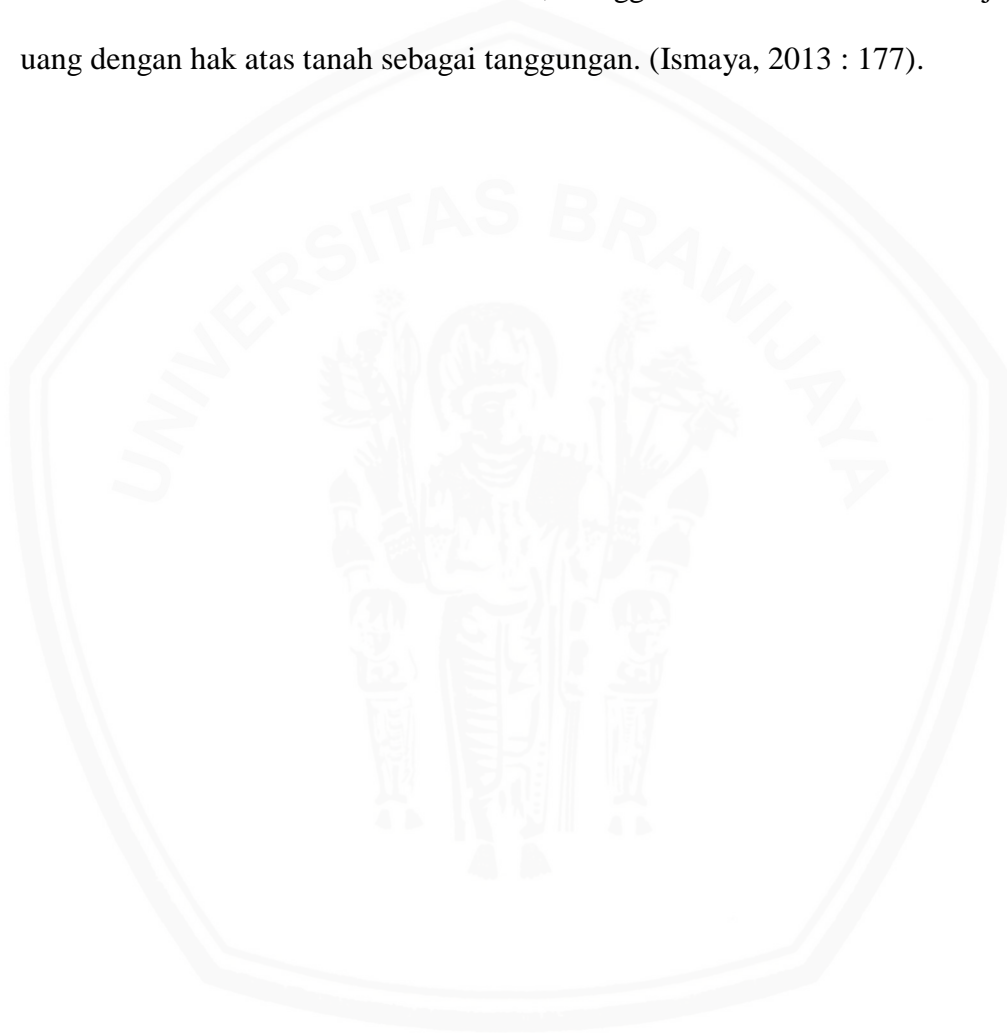 uang dengan hak atas tanah sebagai tanggungan. (Ismaya, 2013 : 177).
UNIVERSITAS BRAWIJAYA